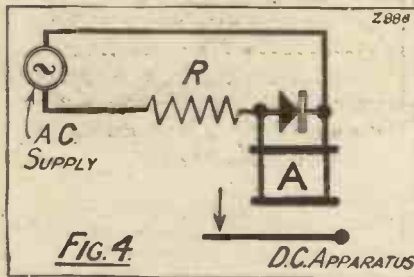 Z888
R
A.C.
SUPPLY
A
FIG. 4.
D.C. APPARATUS